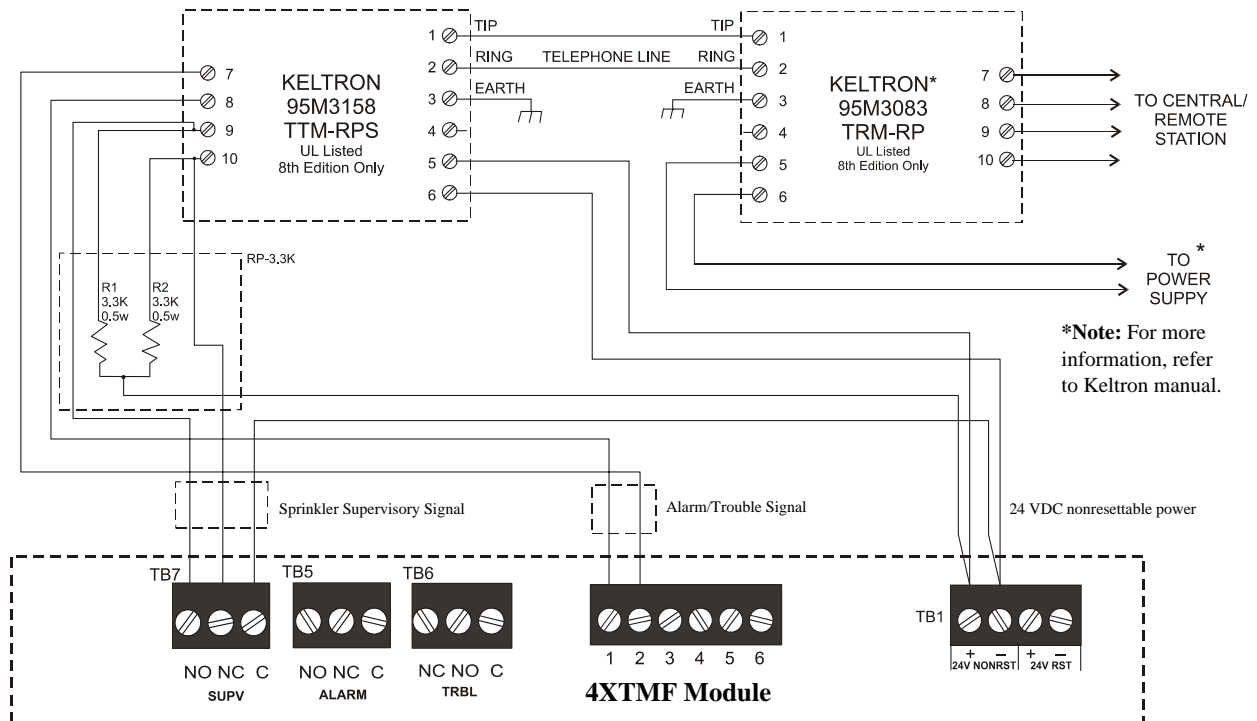 KELTRON
95M3158
TTM-RPS
UL Listed
8th Edition Only
7
8
9
10
1
2
3
4
5
6
TIP
RING
EARTH
TELEPHONE LINE
TIP
RING
EARTH
KELTRON*
95M3083
TRM-RP
UL Listed
8th Edition Only
1
2
3
4
5
6
7
8
9
10
TO CENTRAL/
REMOTE
STATION
TO *
POWER
SUPPY
*Note: For more
information, refer
to Keltron manual.
RP-3.3K
R1
3.3K
0.5w
R2
3.3K
0.5w
Sprinkler Supervisory Signal
Alarm/Trouble Signal
24 VDC nonresettable power
TB7
NO NC C
SUPV
TB5
NO NC C
ALARM
TB6
NC NO C
TRBL
1 2 3 4 5 6
4XTMF Module
TB1
+ − + −
24V NONRST 24V RST